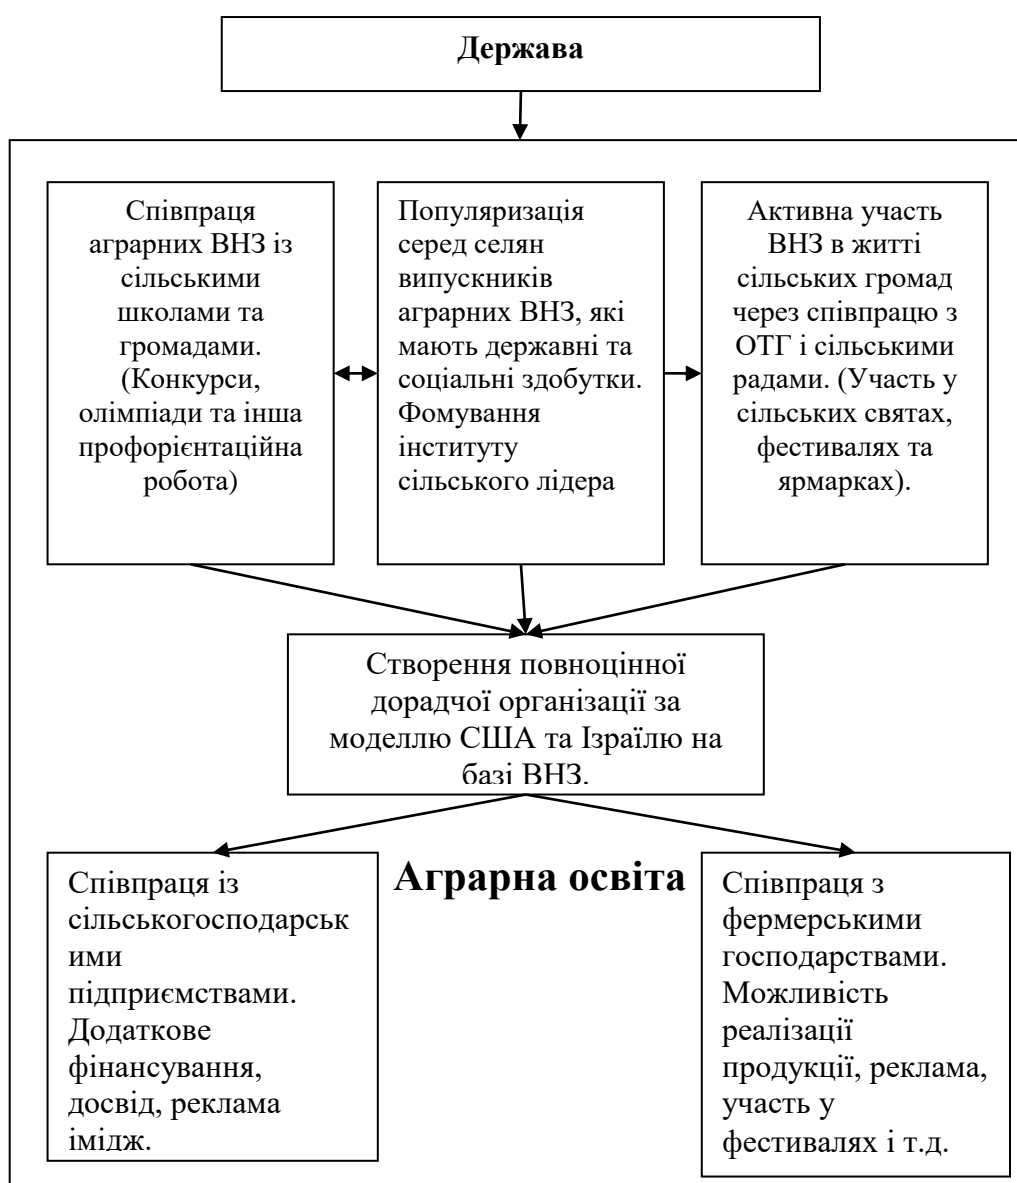 Держава
Співпраця
аграрних ВНЗ із
сільськими
школами та
громадами.
(Конкурси,
олімпіади та інша
профорієнтаційна
робота)
Популяризація
серед селян
випускників
аграрних ВНЗ, які
мають державні та
соціальні здобутки.
Фомування
інституту
сільського лідера
Активна участь
ВНЗ в житті
сільських громад
через співпрацю з
ОТГ і сільськими
радами. (Участь у
сільських святах,
фестивалях та
ярмарках).
Створення повноцінної
дорадчої організації за
моделлю США та Ізраїлю на
базі ВНЗ.
Аграрна освіта
Співпраця із
сільськогосподарськ
ими
підприємствами.
Додаткове
фінансування,
досвід, реклама
імідж.
Співпраця з
фермерськими
господарствами.
Можливість
реалізації
продукції, реклама,
участь у
фестивалях і т.д.